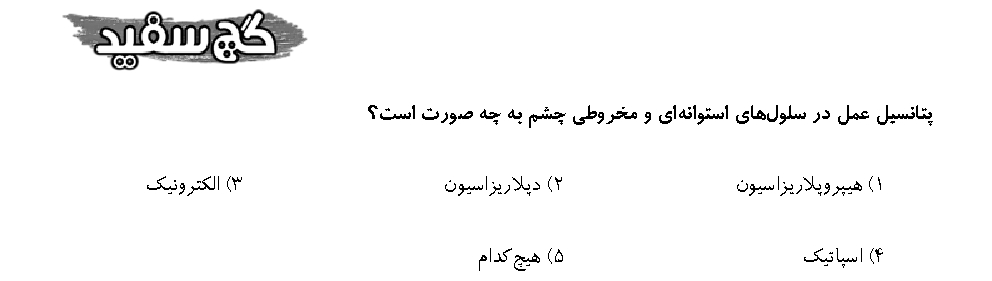 گچ سفید
پتانسیل عمل در سلول‌های استوانه‌ای و مخروطی چشم به چه صورت است؟
۱) هیپروپلاریزاسیون ۲) دپلاریزاسیون ۳) الکترونیک
۴) اسپاتیک ۵) هیچ‌کدام